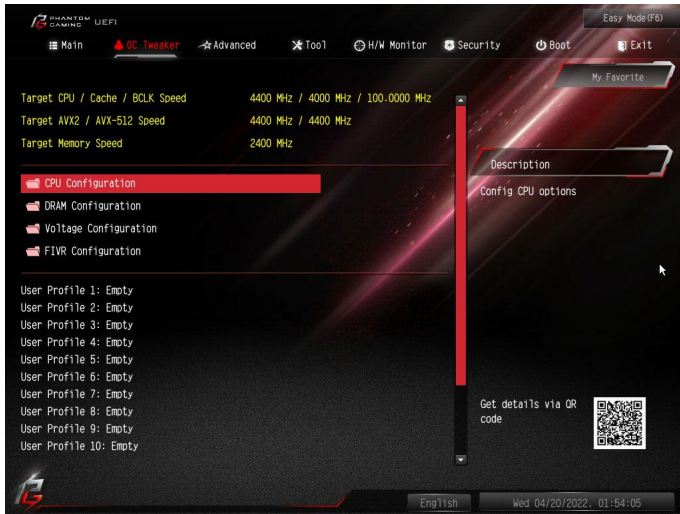 PHANTOM GAMING UEFI
Easy Mode(F6)
Main OC Tweaker Advanced Tool H/W Monitor Security Boot Exit
My Favorite
Target CPU / Cache / BCLK Speed 4400 MHz / 4000 MHz / 100.0000 MHz
Target AVX2 / AVX-512 Speed 4400 MHz / 4400 MHz
Target Memory Speed 2400 MHz
Description
CPU Configuration
Config CPU options
DRAM Configuration
Voltage Configuration
FIVR Configuration
User Profile 1: Empty
User Profile 2: Empty
User Profile 3: Empty
User Profile 4: Empty
User Profile 5: Empty
User Profile 6: Empty
User Profile 7: Empty
User Profile 8: Empty
User Profile 9: Empty
User Profile 10: Empty
Get details via QR
code
English
Wed 04/20/2022, 01:54:05